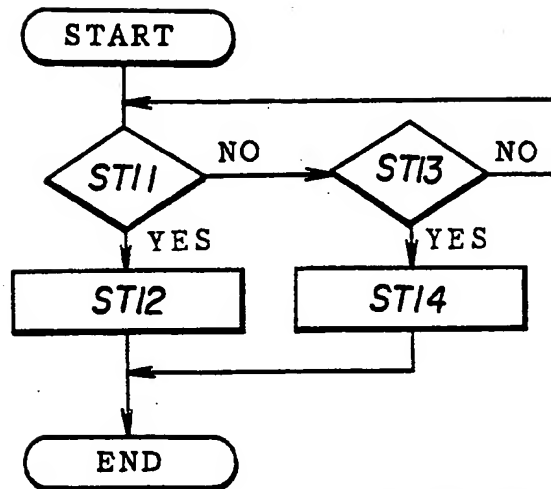 START
ST11
NO
ST13
NO
YES
YES
ST12
ST14
END